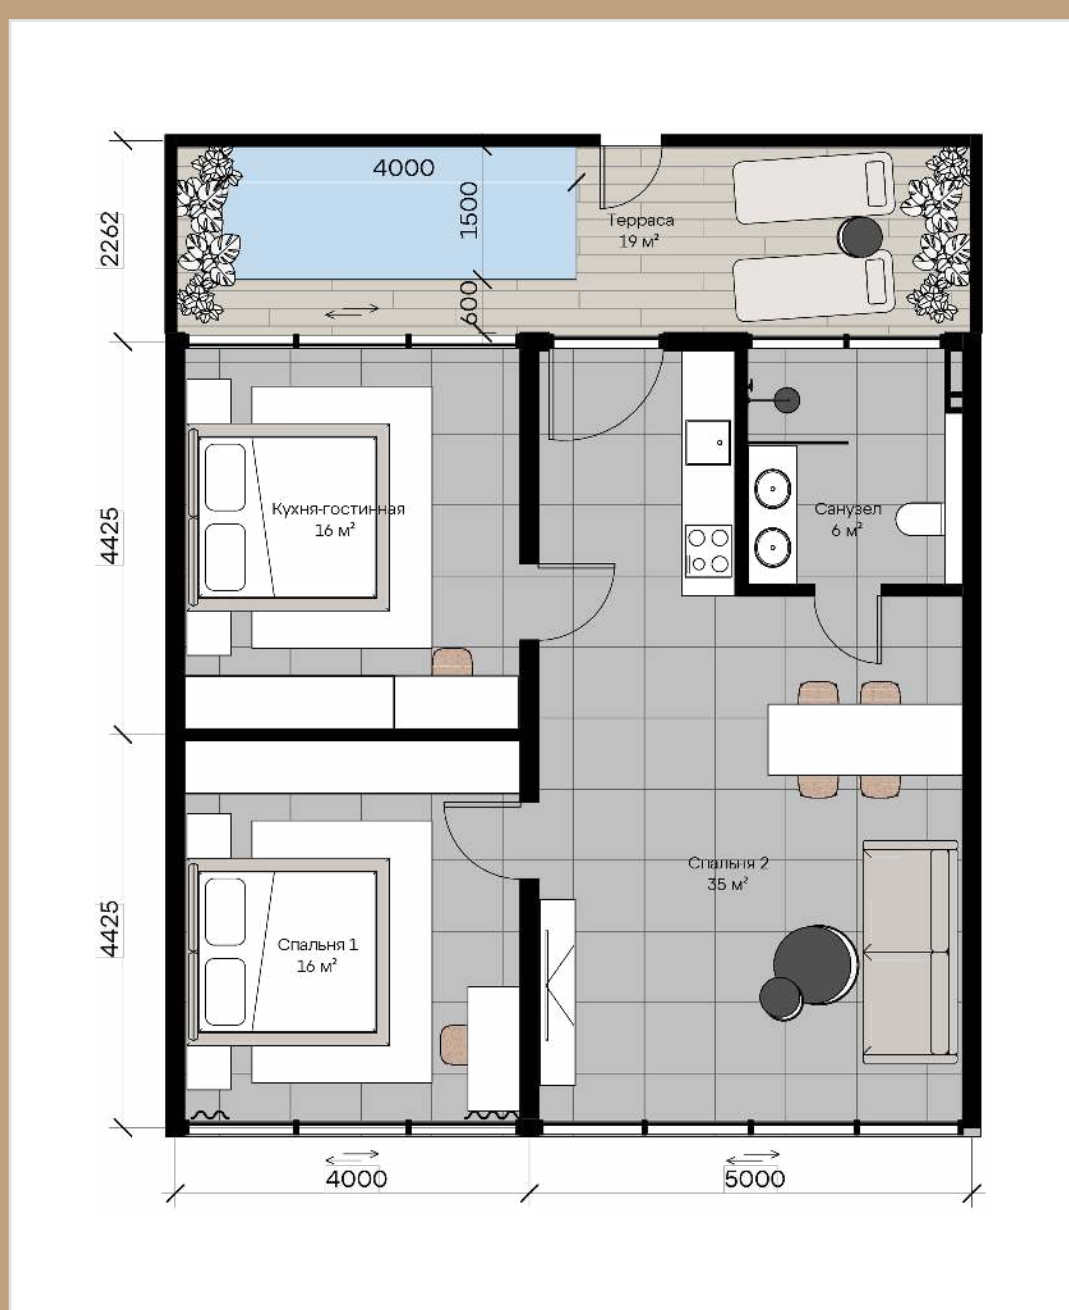 4000
1500
2262
Терраса
19 м²
600
Кухня-гостинная
16 м²
Санузел
6 м²
4425
Спальня 2
35 м²
4425
Спальня 1
16 м²
4000
5000